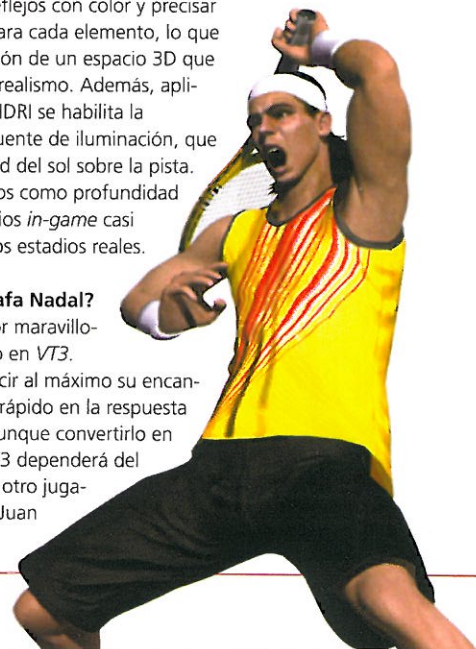 eflejos con color y precisar
ara cada elemento, lo que
ón de un espacio 3D que
realismo. Además, apli-
HDRI se habilita la
uente de iluminación, que
d del sol sobre la pista.
os como profundidad
ios in-game casi
os estadios reales.
afa Nadal?
or maravillo-
o en VT3.
cir al máximo su encan-
rápido en la respuesta
unque convertirlo en
3 dependerá del
otro juga-
Juan